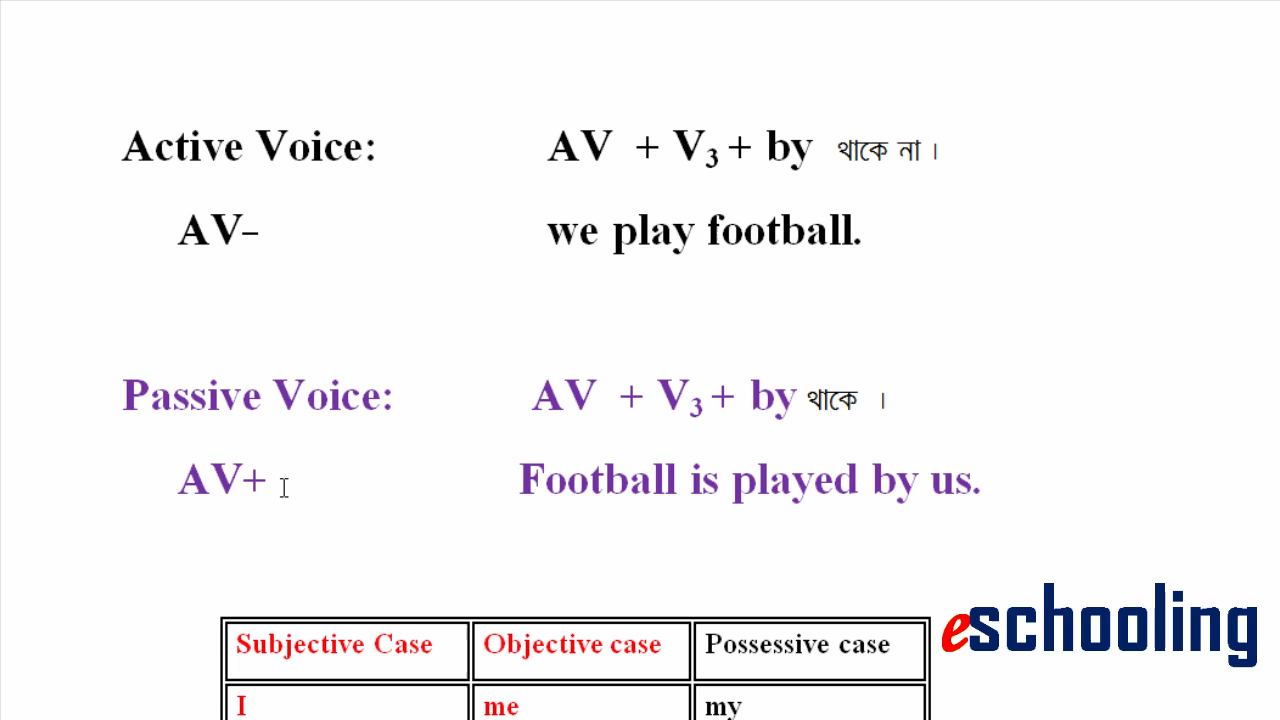 Active Voice: AV + V3 + by থাকে না ।
AV- we play football.
Passive Voice: AV + V3 + by থাকে ।
AV+ Football is played by us.
eschooling
Subjective Case Objective case Possessive case
I me my